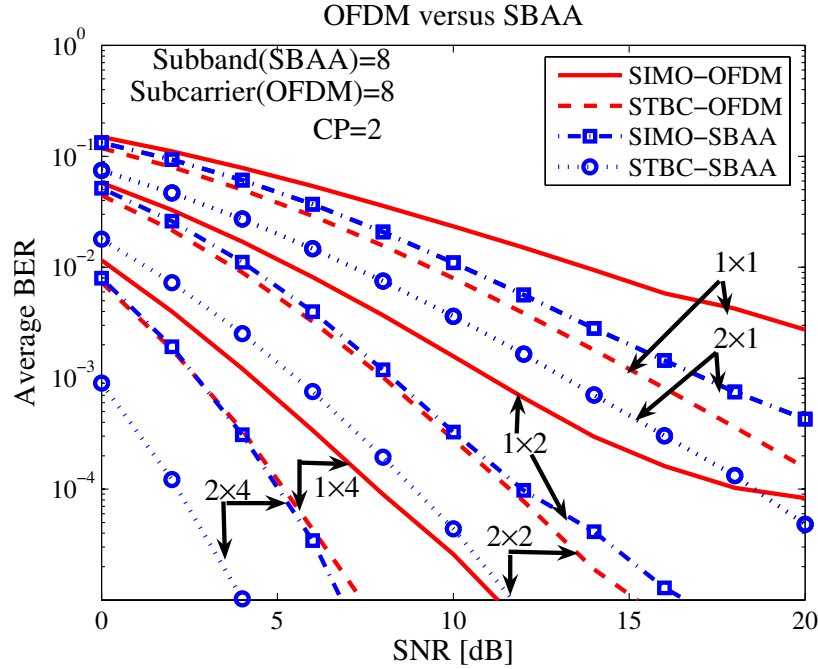 OFDM versus SBAA
Subband(SBAA)=8
Subcarrier(OFDM)=8
CP=2
SIMO−OFDM
STBC−OFDM
SIMO−SBAA
STBC−SBAA
Average BER
10^0
10^−1
10^−2
10^−3
10^−4
1×1
2×1
1×2
1×4
2×4
2×2
0
5
10
15
20
SNR [dB]